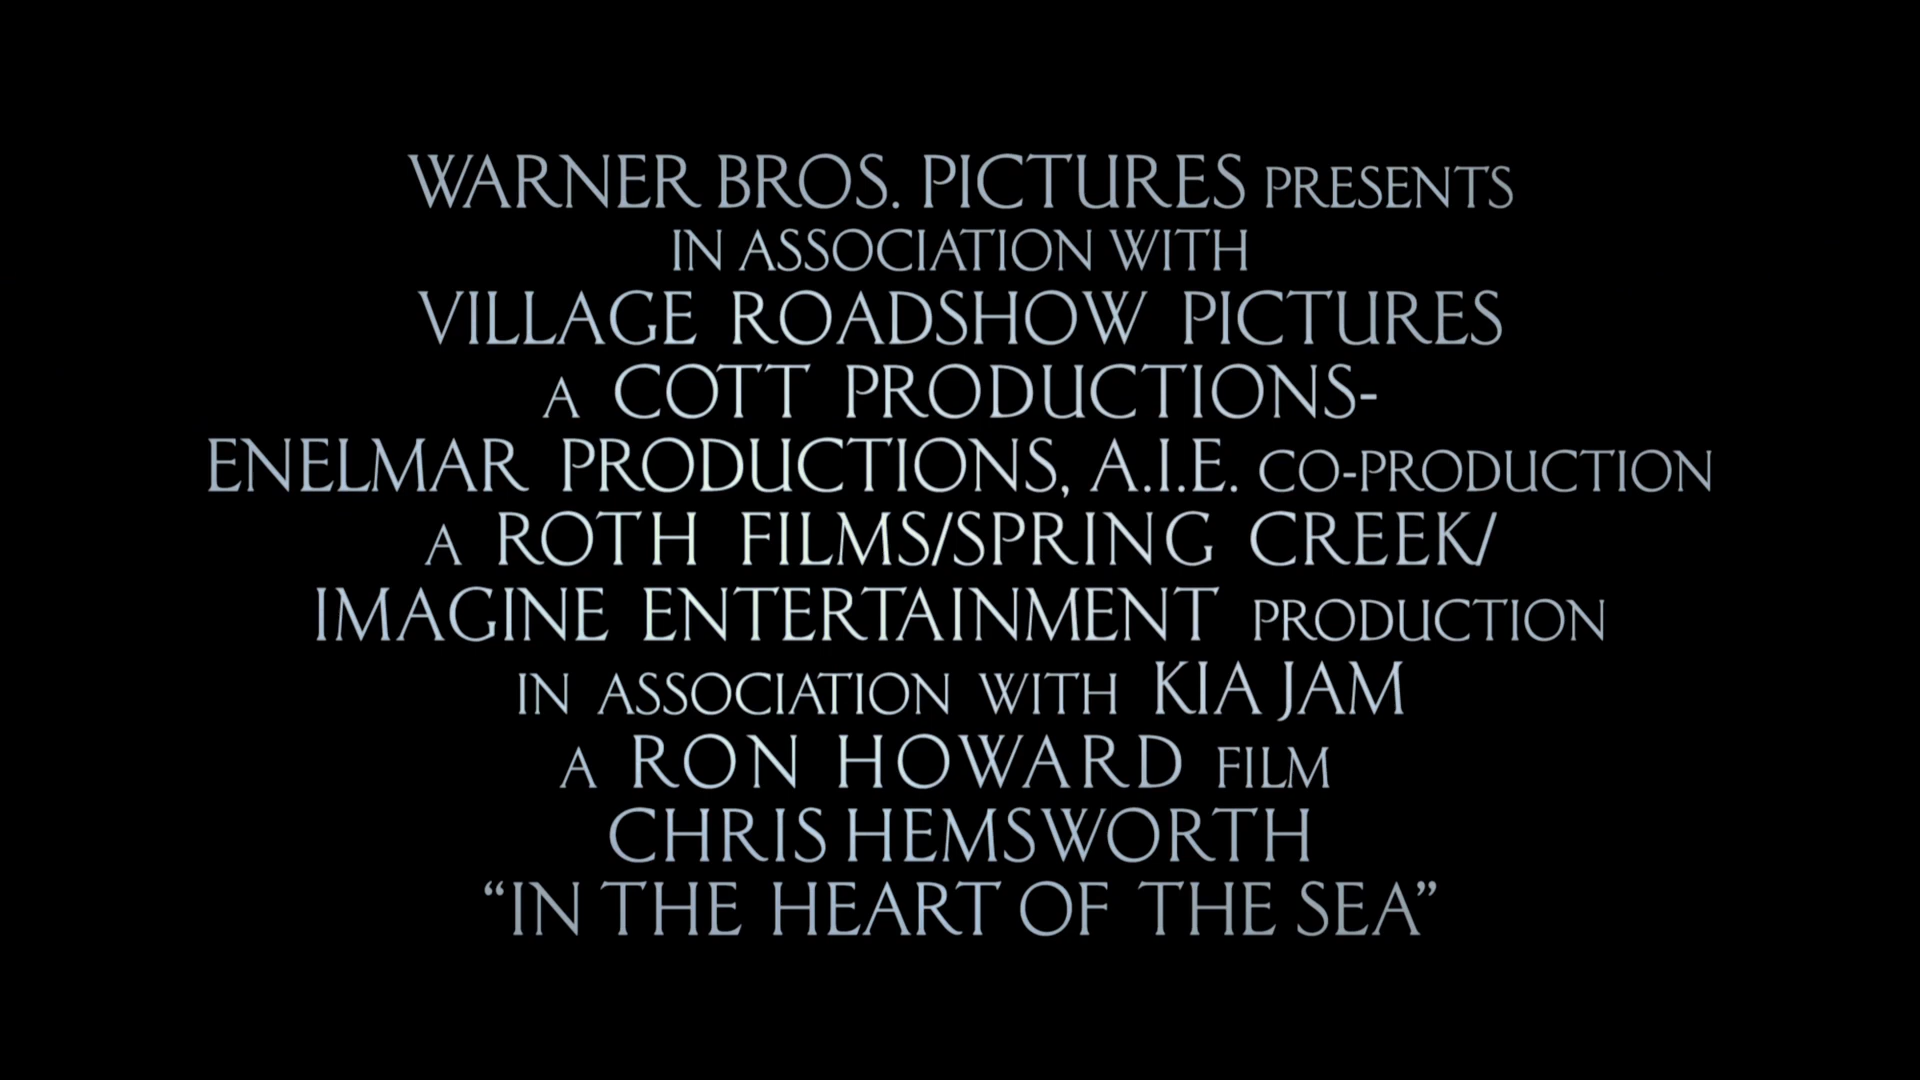 WARNER BROS. PICTURES PRESENTS
IN ASSOCIATION WITH
VILLAGE ROADSHOW PICTURES
A COTT PRODUCTIONS-
ENELMAR PRODUCTIONS, A.I.E. CO-PRODUCTION
A ROTH FILMS/SPRING CREEK/
IMAGINE ENTERTAINMENT PRODUCTION
IN ASSOCIATION WITH KIA JAM
A RON HOWARD FILM
CHRIS HEMSWORTH
“IN THE HEART OF THE SEA”